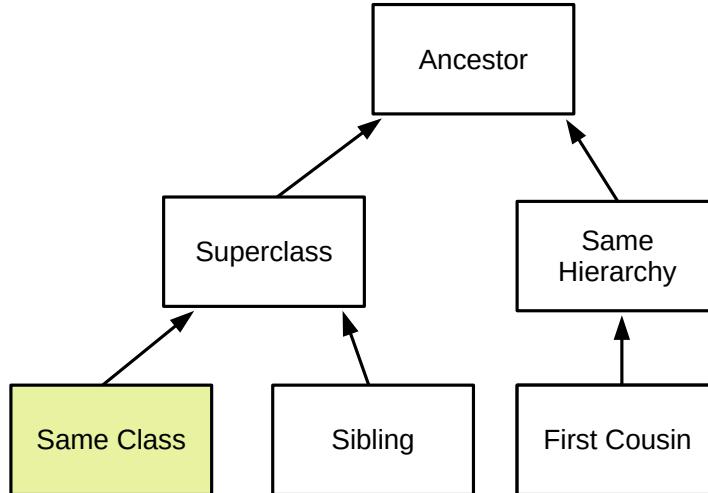 Ancestor
Superclass
Same
Hierarchy
Same Class
Sibling
First Cousin